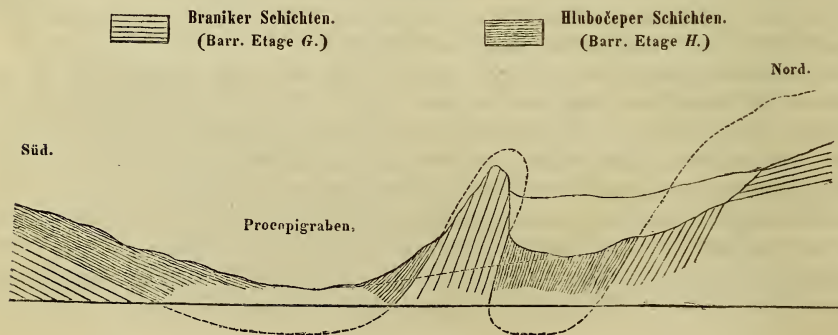 Braniker Schichten.
(Barr. Etage G.)
Hlubočeper Schichten.
(Barr. Etage H.)
Nord.
Süd.
Procopigraben.